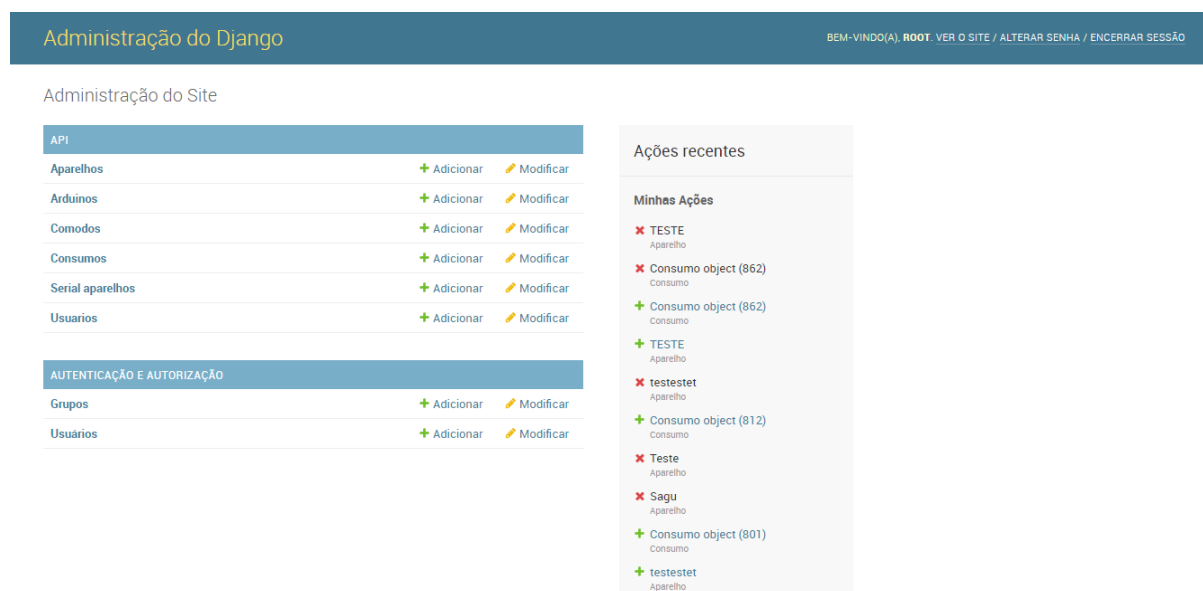 Administração do Django
BEM-VINDO(A), ROOT. VER O SITE / ALTERAR SENHA / ENCERRAR SESSÃO
Administração do Site
API
Aparelhos Adicionar Modificar
Arduinos Adicionar Modificar
Comodos Adicionar Modificar
Consumos Adicionar Modificar
Serial aparelhos Adicionar Modificar
Usuarios Adicionar Modificar
AUTENTICAÇÃO E AUTORIZAÇÃO
Grupos Adicionar Modificar
Usuários Adicionar Modificar
Ações recentes
Minhas Ações
TESTE
Aparelho
Consumo object (862)
Consumo
Consumo object (862)
Consumo
TESTE
Aparelho
testestet
Aparelho
Consumo object (812)
Consumo
Teste
Aparelho
Sagu
Aparelho
Consumo object (801)
Consumo
testestet
Aparelho